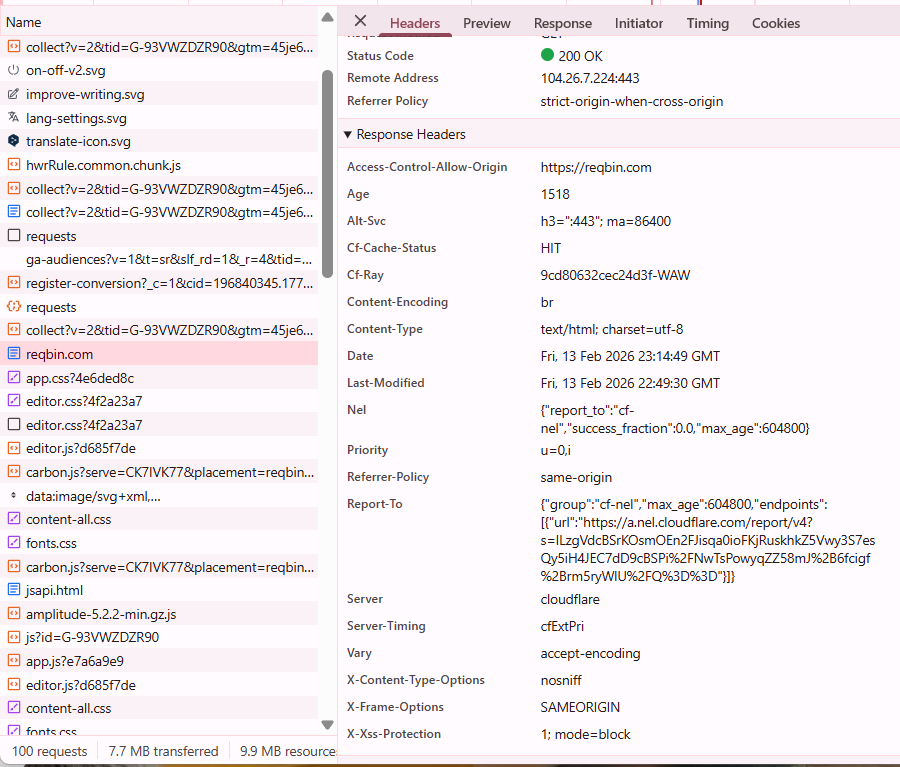 Name
collect?v=2&tid=G-93VWZDZR90&gtm=45je6...
on-off-v2.svg
improve-writing.svg
lang-settings.svg
translate-icon.svg
hwrRule.common.chunk.js
collect?v=2&tid=G-93VWZDZR90&gtm=45je6...
collect?v=2&tid=G-93VWZDZR90&gtm=45je6...
requests
ga-audiences?v=1&t=sr&slf_rd=1&_r=4&tid=...
register-conversion?_c=1&cid=196840345.177...
requests
collect?v=2&tid=G-93VWZDZR90&gtm=45je6...
reqbin.com
app.css?4e6ded8c
editor.css?4f2a23a7
editor.css?4f2a23a7
editor.js?d685f7de
carbon.js?serve=CK7IVK77&placement=reqbin...
data:image/svg+xml,...
content-all.css
fonts.css
carbon.js?serve=CK7IVK77&placement=reqbin...
jsapi.html
amplitude-5.2.2-min.gz.js
js?id=G-93VWZDZR90
app.js?e7a6a9e9
editor.js?d685f7de
content-all.css
fonts.css
100 requests 7.7 MB transferred 9.9 MB resource
Headers Preview Response Initiator Timing Cookies
Status Code 200 OK
Remote Address 104.26.7.224:443
Referrer Policy strict-origin-when-cross-origin
Response Headers
Access-Control-Allow-Origin https://reqbin.com
Age 1518
Alt-Svc h3=":443"; ma=86400
Cf-Cache-Status HIT
Cf-Ray 9cd80632cec24d3f-WAW
Content-Encoding br
Content-Type text/html; charset=utf-8
Date Fri, 13 Feb 2026 23:14:49 GMT
Last-Modified Fri, 13 Feb 2026 22:49:30 GMT
Nel {"report_to":"cf-
nel","success_fraction":0.0,"max_age":604800}
Priority u=0,i
Referrer-Policy same-origin
Report-To {"group":"cf-nel","max_age":604800,"endpoints":
[{"url":"https://a.nel.cloudflare.com/report/v4?
s=ILzgVdcBSrKOsmOEn2FJisqa0ioFKjRuskhkZ5Vwy3S7es
Qy5iH4JEC7dD9cBSPi%2FNwTsPowyqZZ58mJ%2B6fcigf
%2Brm5ryWIU%2FQ%3D%3D"}]}
Server cloudflare
Server-Timing cfExtPri
Vary accept-encoding
X-Content-Type-Options nosniff
X-Frame-Options SAMEORIGIN
X-Xss-Protection 1; mode=block